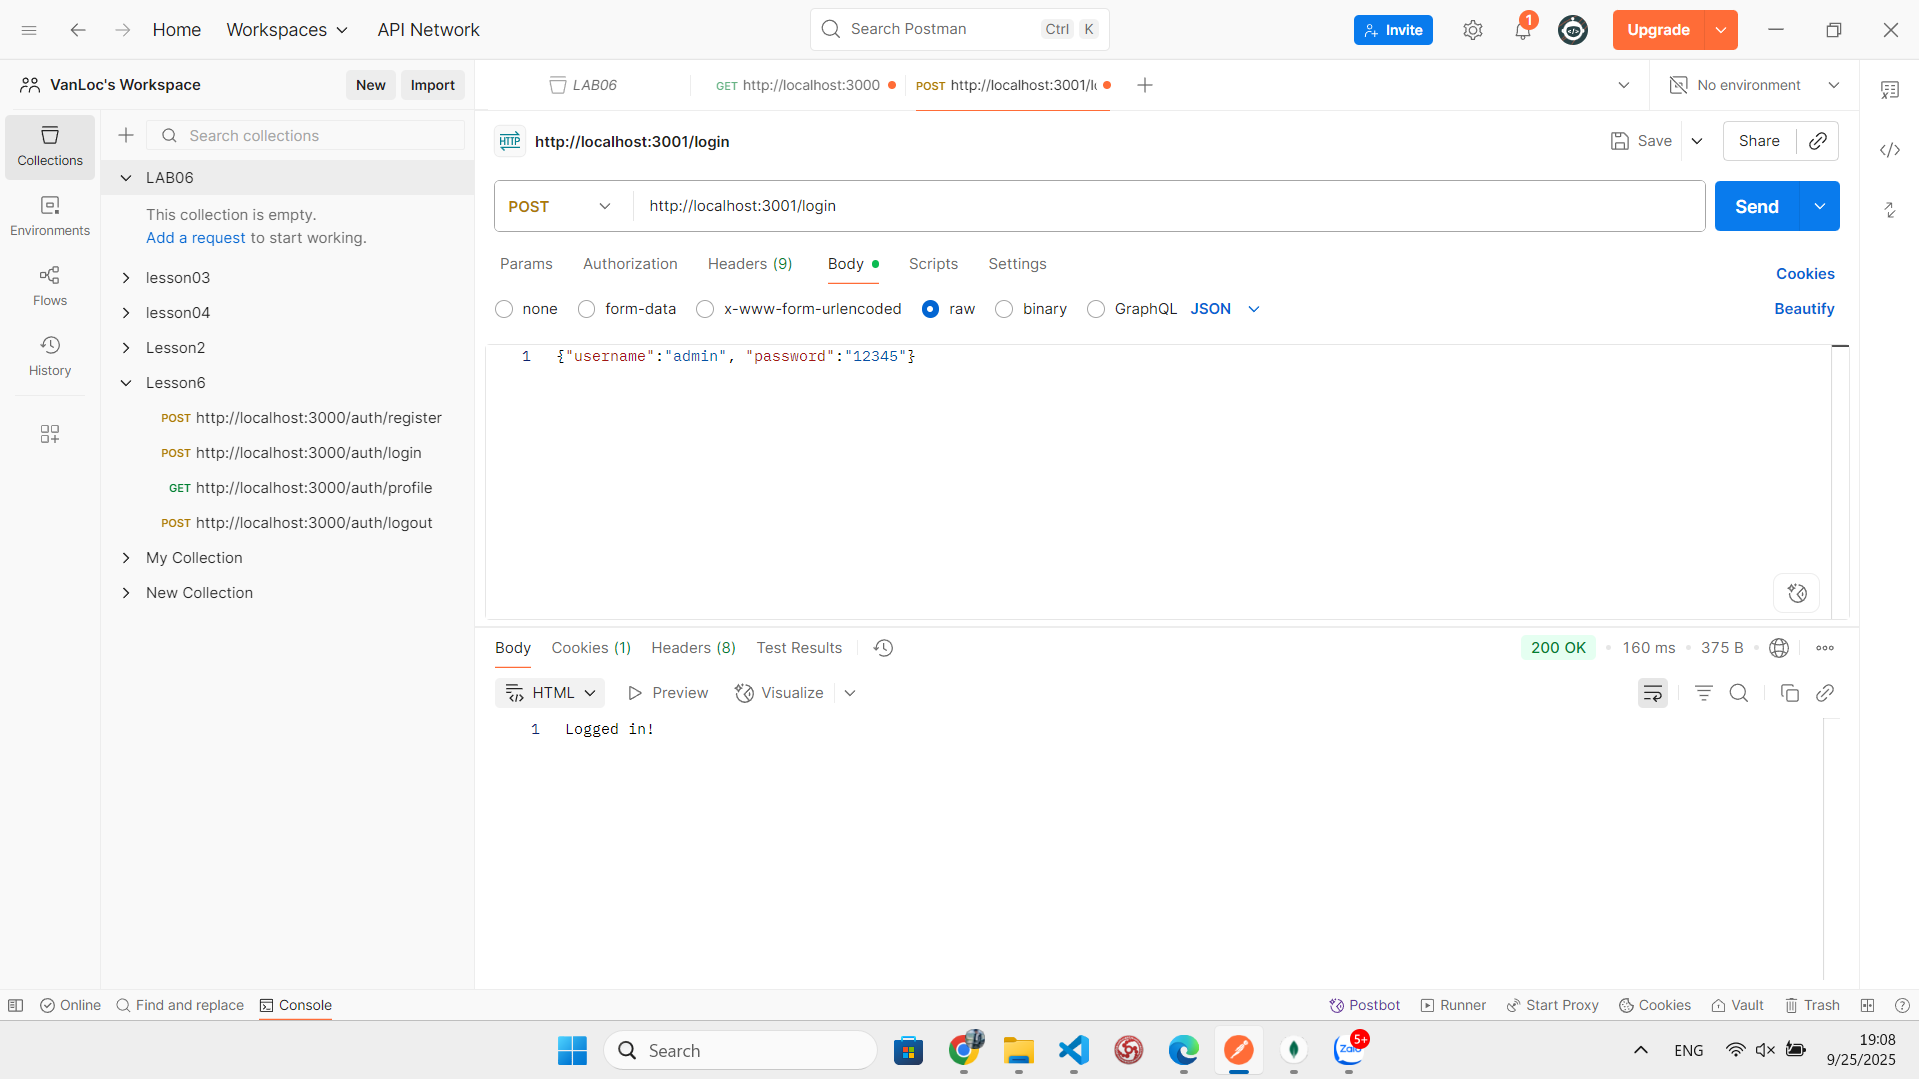 Home
Workspaces
API Network
Search Postman
Ctrl K
Invite
1
Upgrade
VanLoc's Workspace
New
Import
LAB06
GET http://localhost:3000
POST http://localhost:3001/l
No environment
Collections
Environments
Flows
History
Search collections
LAB06
This collection is empty.
Add a request to start working.
lesson03
lesson04
Lesson2
Lesson6
POST http://localhost:3000/auth/register
POST http://localhost:3000/auth/login
GET http://localhost:3000/auth/profile
POST http://localhost:3000/auth/logout
My Collection
New Collection
HTTP http://localhost:3001/login
Save
Share
POST http://localhost:3001/login
Send
Params Authorization Headers (9) Body Scripts Settings
Cookies
none form-data x-www-form-urlencoded raw binary GraphQL JSON
Beautify
1 {"username":"admin", "password":"12345"}
Body Cookies (1) Headers (8) Test Results
200 OK 160 ms 375 B
HTML Preview Visualize
1 Logged in!
Online Find and replace Console
Postbot Runner Start Proxy Cookies Vault Trash
Search
Zalo
5+
ENG
19:08
9/25/2025